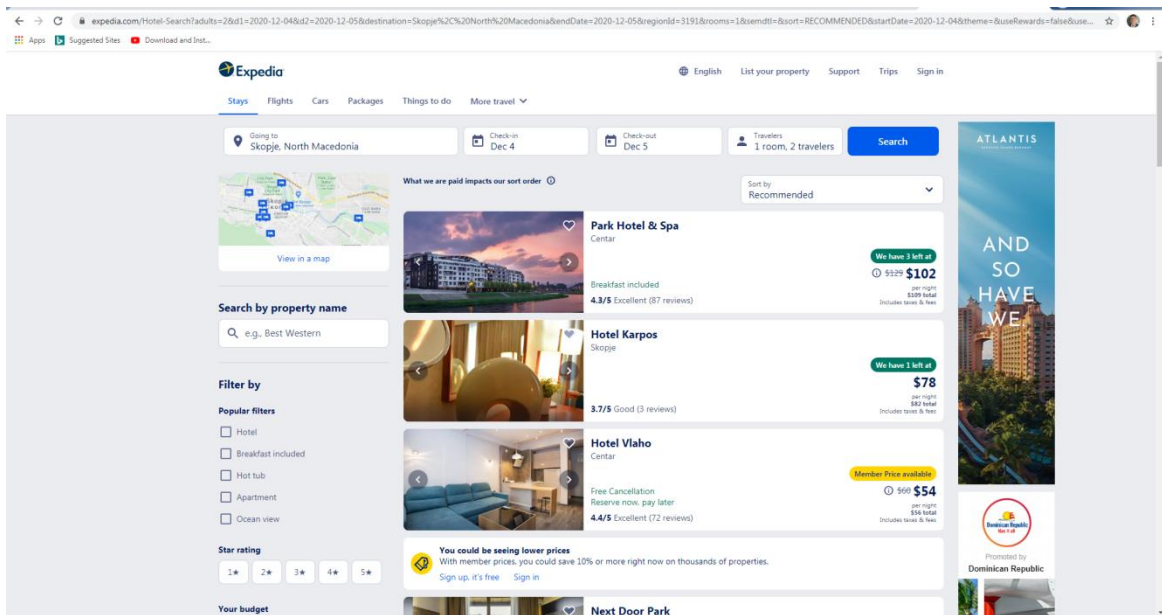 expedia.com/Hotel-Search?adults=2&d1=2020-12-04&d2=2020-12-05&destination=Skopje%2C%20North%20Macedonia&endDate=2020-12-05&regionId=3191&rooms=1&semdtl=&sort=RECOMMENDED&startDate=2020-12-04&theme=&useRewards=false&use...
Apps Suggested Sites Download and Inst...
Expedia
English List your property Support Trips Sign in
Stays Flights Cars Packages Things to do More travel
Going to
Skopje, North Macedonia
Check-in
Dec 4
Check-out
Dec 5
Travelers
1 room, 2 travelers
Search
View in a map
Search by property name
e.g., Best Western
Filter by
Popular filters
Hotel
Breakfast included
Hot tub
Apartment
Ocean view
Star rating
1★ 2★ 3★ 4★ 5★
Your budget
What we are paid impacts our sort order
Sort by
Recommended
Park Hotel & Spa
Centar
We have 3 left at
$129 $102
per night
$109 total
Includes taxes & fees
Breakfast included
4.3/5 Excellent (87 reviews)
Hotel Karpos
Skopje
We have 1 left at
$78
per night
$82 total
Includes taxes & fees
3.7/5 Good (3 reviews)
Hotel Vlaho
Centar
Member Price available
$60 $54
per night
$56 total
Includes taxes & fees
Free Cancellation
Reserve now, pay later
4.4/5 Excellent (72 reviews)
You could be seeing lower prices
With member prices, you could save 10% or more right now on thousands of properties.
Sign up, it's free Sign in
Next Door Park
ATLANTIS
AND
SO
HAVE
WE.
Dominican Republic
Promoted by
Dominican Republic